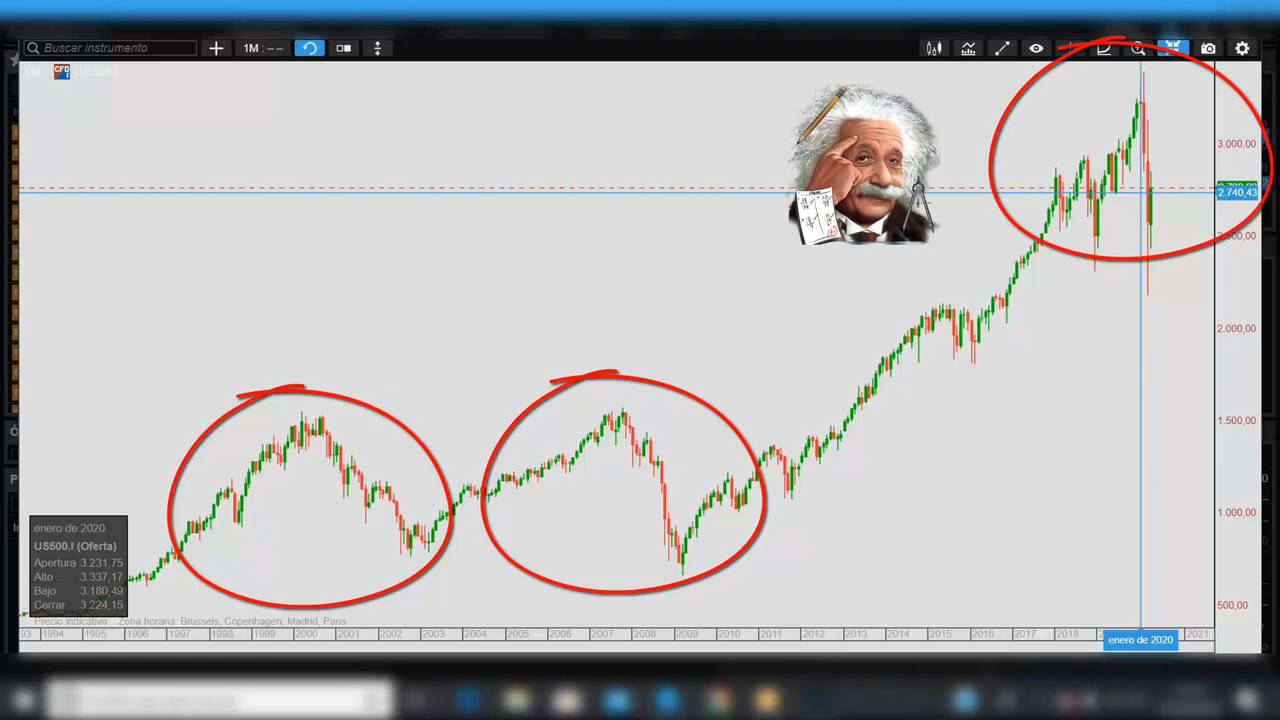 Buscar instrumento
1M : – –
1M CFD US500.I
3.000,00
2.740,43
2.500,00
2.000,00
1.500,00
1.000,00
500,00
enero de 2020
US500.I (Oferta)
Apertura 3.231,75
Alto 3.337,17
Bajo 3.180,49
Cerrar 3.224,15
Precio indicativo Zona horaria: Brussels, Copenhagen, Madrid, Paris
93 1994 1995 1996 1997 1998 1999 2000 2001 2002 2003 2004 2005 2006 2007 2008 2009 2010 2011 2012 2013 2014 2015 2016 2017 2018 2021
enero de 2020